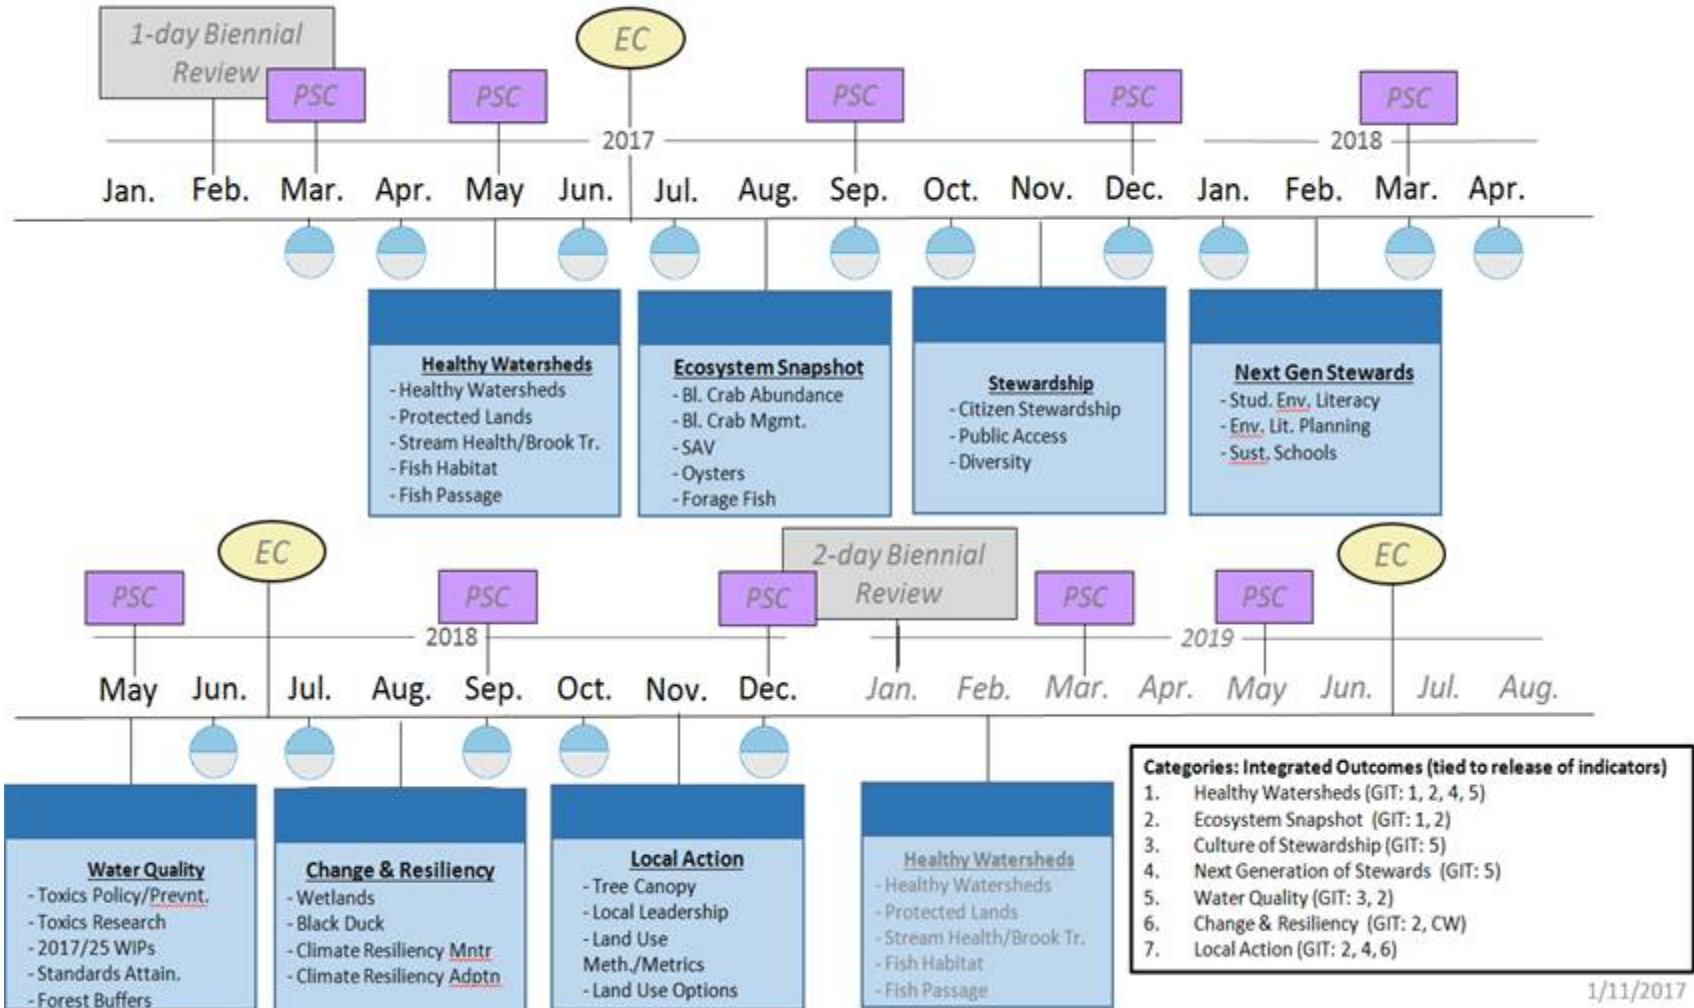 1-day Biennial
Review
EC
PSC
PSC
PSC
PSC
PSC
2017
2018
Jan. Feb. Mar. Apr. May Jun. Jul. Aug. Sep. Oct. Nov. Dec. Jan. Feb. Mar. Apr.
Healthy Watersheds
- Healthy Watersheds
- Protected Lands
- Stream Health/Brook Tr.
- Fish Habitat
- Fish Passage
Ecosystem Snapshot
- Bl. Crab Abundance
- Bl. Crab Mgmt.
- SAV
- Oysters
- Forage Fish
Stewardship
- Citizen Stewardship
- Public Access
- Diversity
Next Gen Stewards
- Stud. Env. Literacy
- Env. Lit. Planning
- Sust. Schools
EC
2-day Biennial
Review
EC
PSC
PSC
PSC
PSC
PSC
2018
2019
May Jun. Jul. Aug. Sep. Oct. Nov. Dec. Jan. Feb. Mar. Apr. May Jun. Jul. Aug.
Water Quality
- Toxics Policy/Prevnt.
- Toxics Research
- 2017/25 WIPs
- Standards Attain.
- Forest Buffers
Change & Resiliency
- Wetlands
- Black Duck
- Climate Resiliency Mntr
- Climate Resiliency Adptn
Local Action
- Tree Canopy
- Local Leadership
- Land Use
Meth./Metrics
- Land Use Options
Healthy Watersheds
- Healthy Watersheds
- Protected Lands
- Stream Health/Brook Tr.
- Fish Habitat
- Fish Passage
Categories: Integrated Outcomes (tied to release of indicators)
1. Healthy Watersheds (GIT: 1, 2, 4, 5)
2. Ecosystem Snapshot (GIT: 1, 2)
3. Culture of Stewardship (GIT: 5)
4. Next Generation of Stewards (GIT: 5)
5. Water Quality (GIT: 3, 2)
6. Change & Resiliency (GIT: 2, CW)
7. Local Action (GIT: 2, 4, 6)
1/11/2017